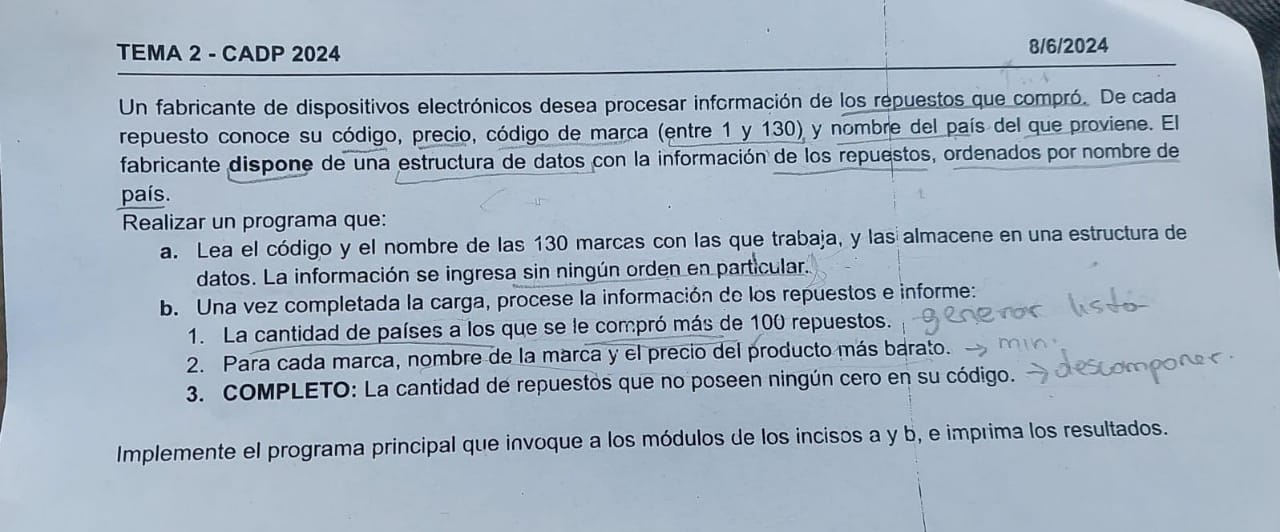 TEMA 2 - CADP 2024 8/6/2024
Un fabricante de dispositivos electrónicos desea procesar información de los repuestos que compró. De cada
repuesto conoce su código, precio, código de marca (entre 1 y 130) y nombre del país del que proviene. El
fabricante dispone de una estructura de datos con la información de los repuestos, ordenados por nombre de
país.
Realizar un programa que:
a. Lea el código y el nombre de las 130 marcas con las que trabaja, y las almacene en una estructura de
datos. La información se ingresa sin ningún orden en particular.
b. Una vez completada la carga, procese la información de los repuestos e informe:
1. La cantidad de países a los que se le compró más de 100 repuestos. generar lista
2. Para cada marca, nombre de la marca y el precio del producto más barato. → min.
3. COMPLETO: La cantidad de repuestos que no poseen ningún cero en su código. → descomponer.
Implemente el programa principal que invoque a los módulos de los incisos a y b, e imprima los resultados.